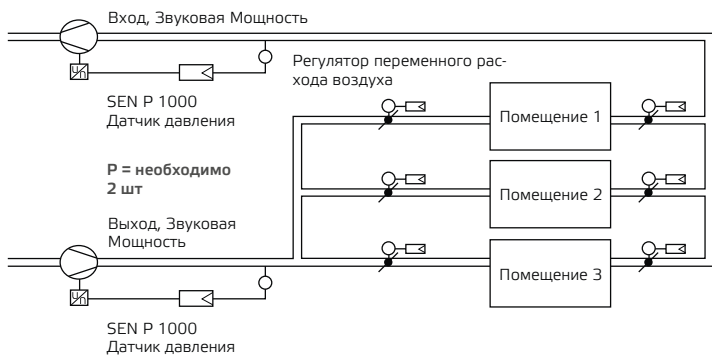 Вход, Звуковая Мощность
Регулятор переменного рас-
хода воздуха
U/n
SEN P 1000
Датчик давления
Помещение 1
P = необходимо
2 шт
Помещение 2
Выход, Звуковая
Мощность
Помещение 3
U/n
SEN P 1000
Датчик давления